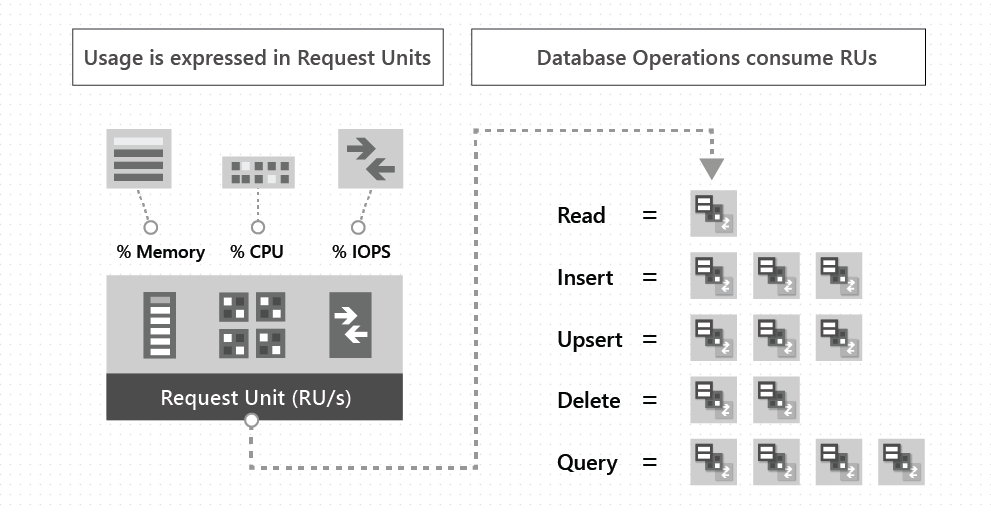 Usage is expressed in Request Units
Database Operations consume RUs
% Memory
% CPU
% IOPS
Request Unit (RU/s)
Read =
Insert =
Upsert =
Delete =
Query =